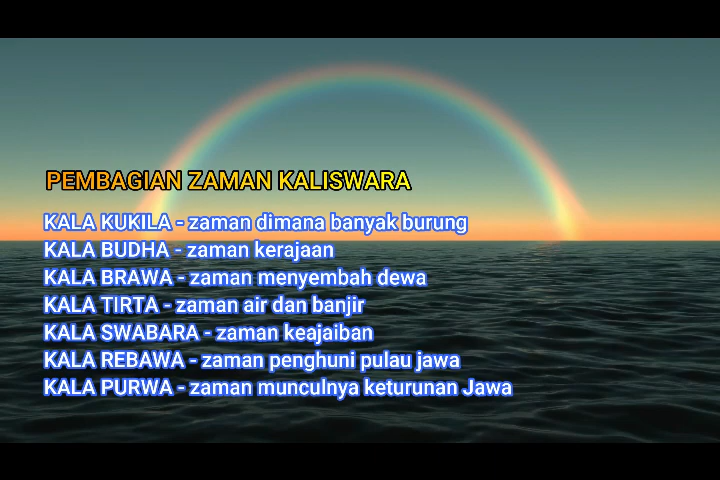 PEMBAGIAN ZAMAN KALISWARA
KALA KUKILA - zaman dimana banyak burung
KALA BUDHA - zaman kerajaan
KALA BRAWA - zaman menyembah dewa
KALA TIRTA - zaman air dan banjir
KALA SWABARA - zaman keajaiban
KALA REBAWA - zaman penghuni pulau jawa
KALA PURWA - zaman munculnya keturunan Jawa